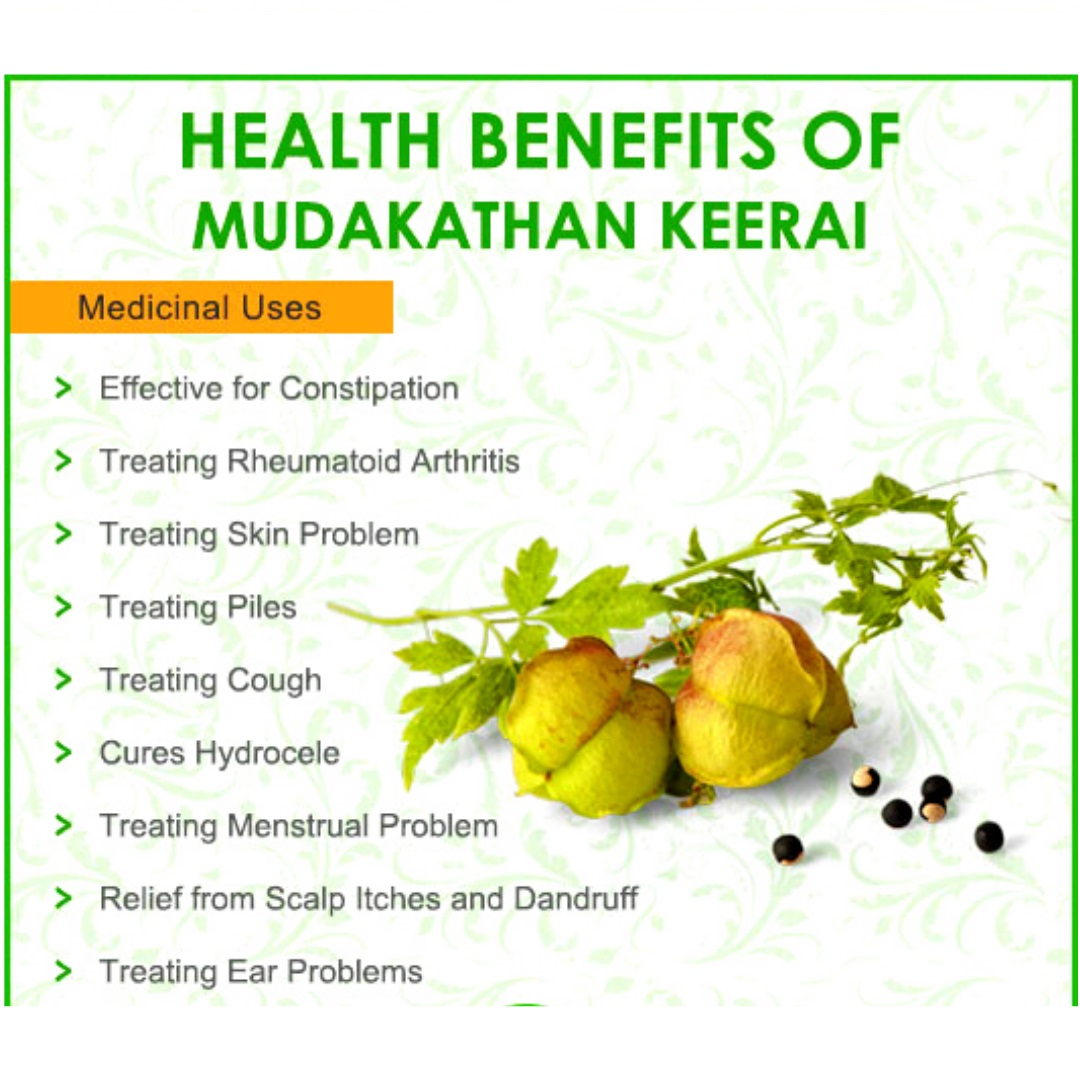 HEALTH BENEFITS OF
MUDAKATHAN KEERAI
Medicinal Uses
> Effective for Constipation
> Treating Rheumatoid Arthritis
> Treating Skin Problem
> Treating Piles
> Treating Cough
> Cures Hydrocele
> Treating Menstrual Problem
> Relief from Scalp Itches and Dandruff
> Treating Ear Problems